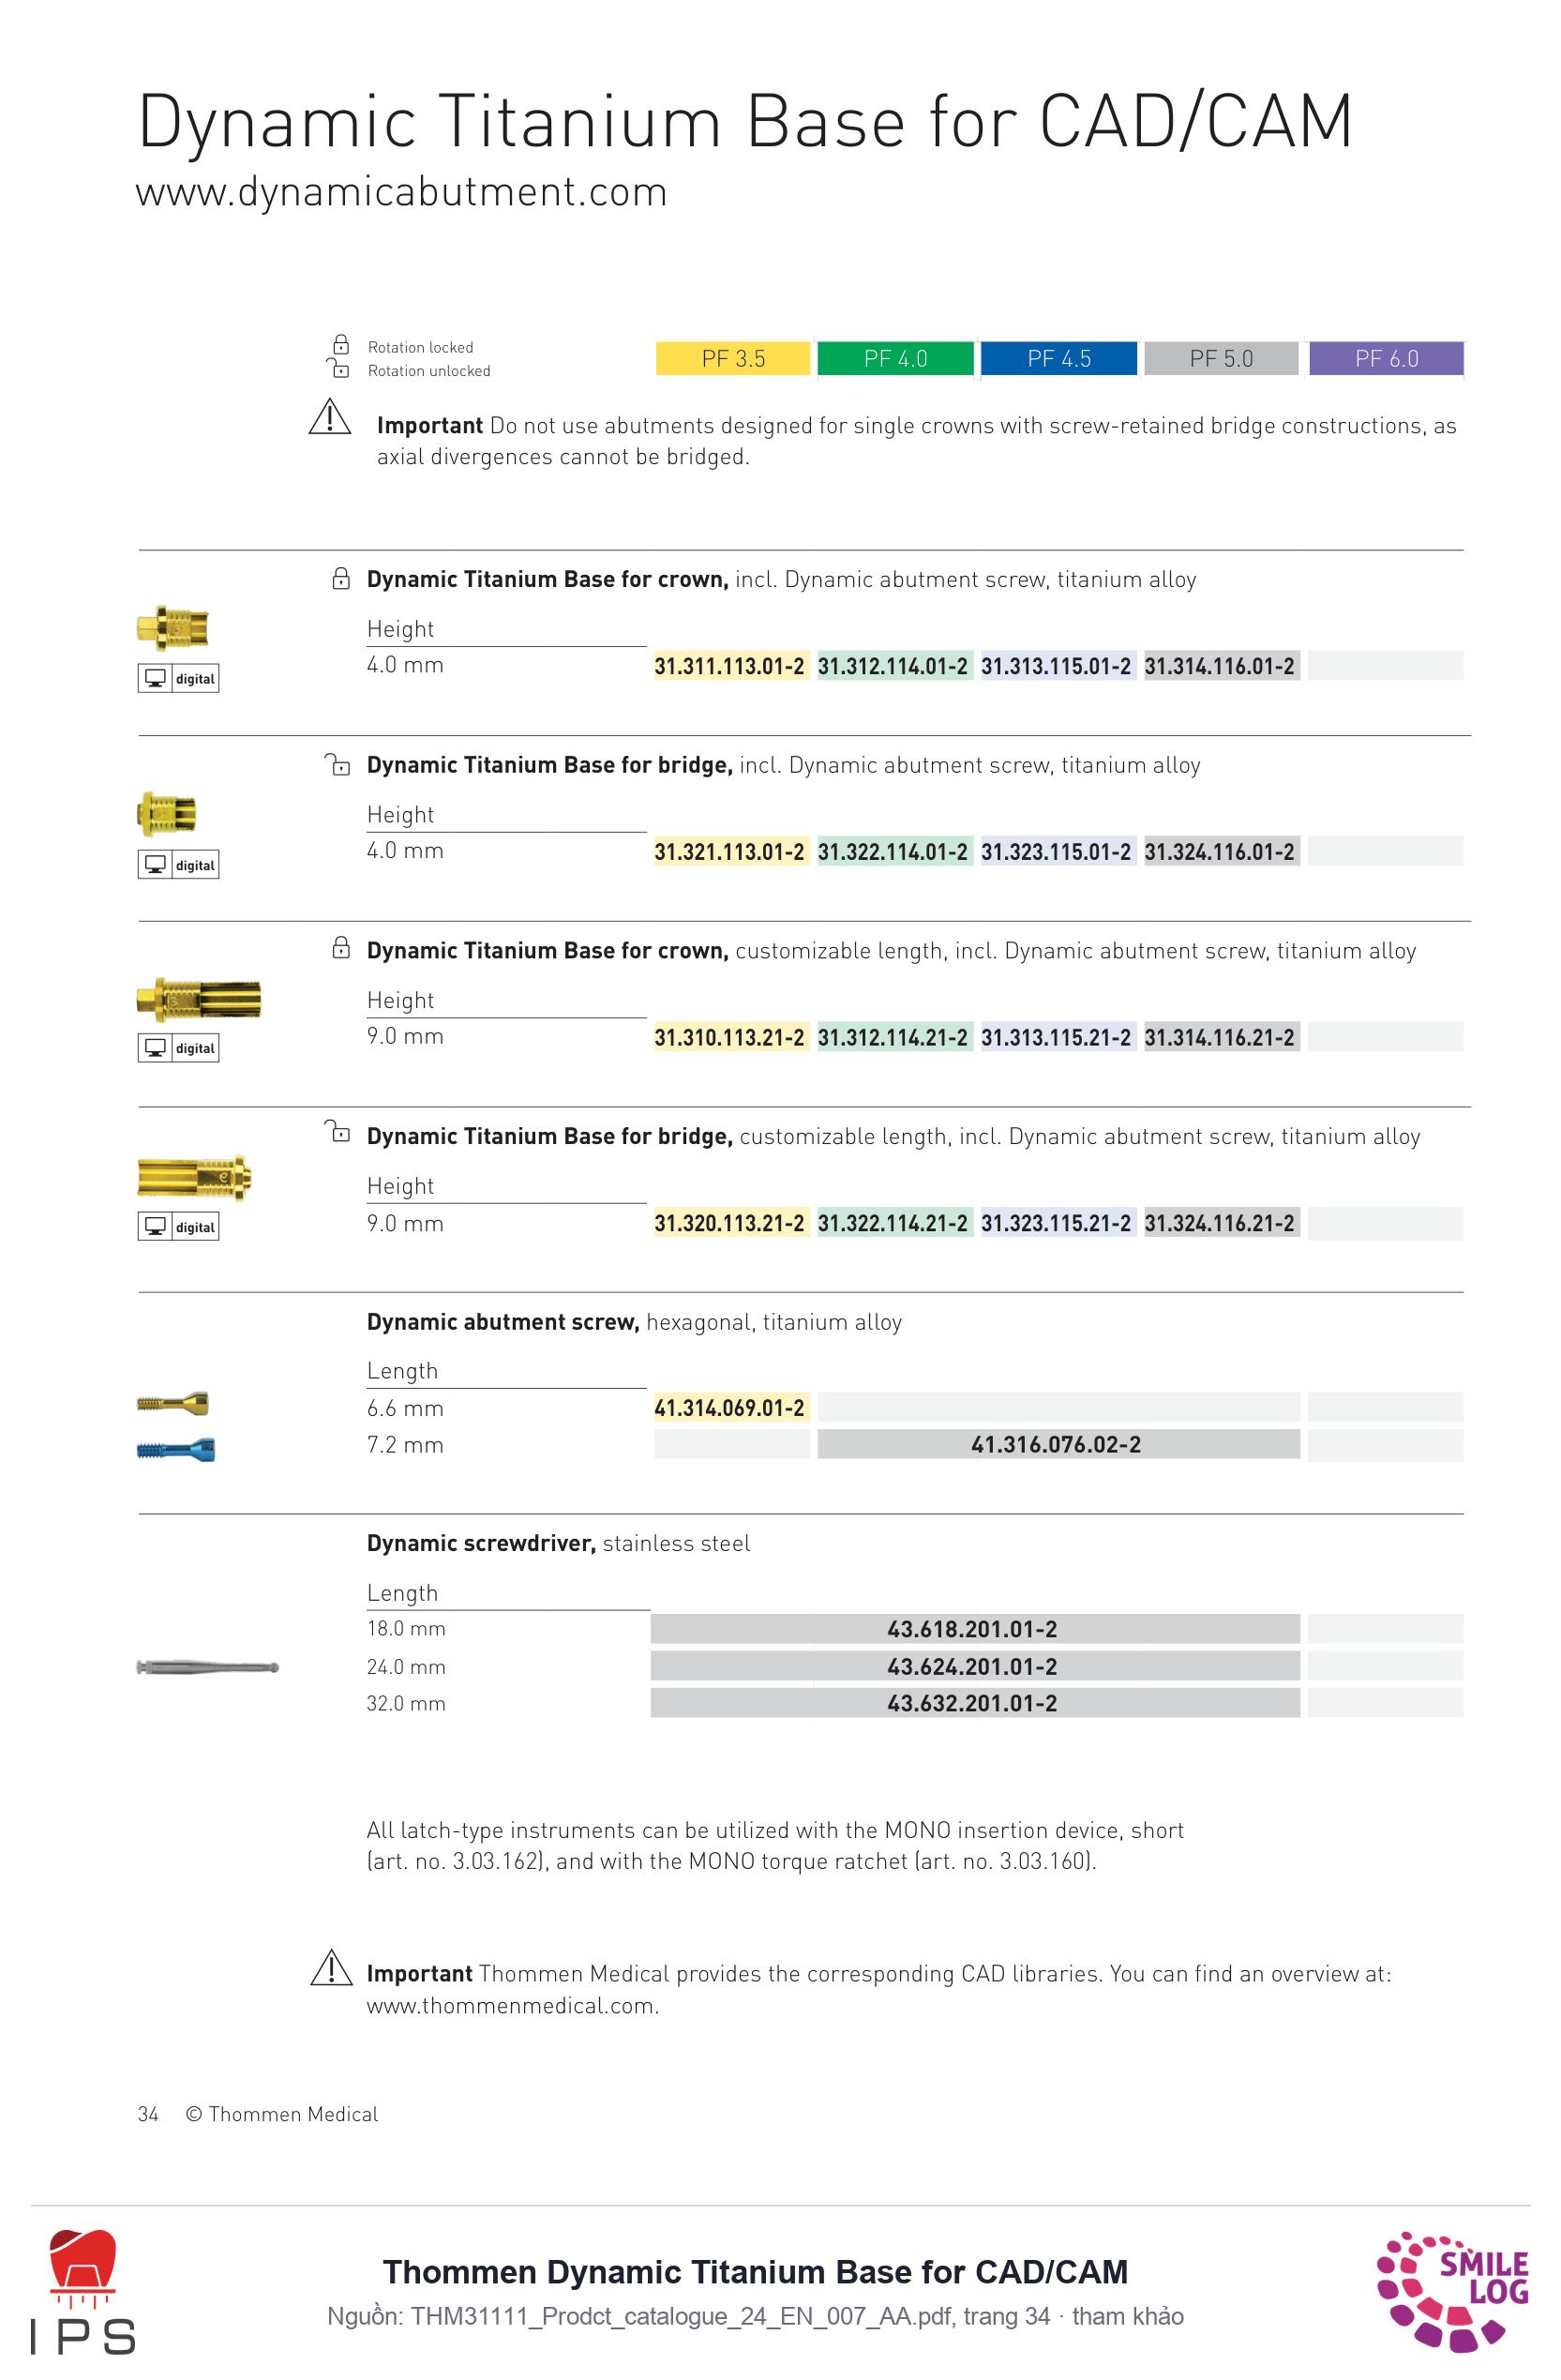 Dynamic Titanium Base for CAD/CAM
www.dynamicabutment.com
Rotation locked
Rotation unlocked
PF 3.5 PF 4.0 PF 4.5 PF 5.0 PF 6.0
Important Do not use abutments designed for single crowns with screw-retained bridge constructions, as
axial divergences cannot be bridged.
Dynamic Titanium Base for crown, incl. Dynamic abutment screw, titanium alloy
Height
4.0 mm 31.311.113.01-2 31.312.114.01-2 31.313.115.01-2 31.314.116.01-2
digital
Dynamic Titanium Base for bridge, incl. Dynamic abutment screw, titanium alloy
Height
4.0 mm 31.321.113.01-2 31.322.114.01-2 31.323.115.01-2 31.324.116.01-2
digital
Dynamic Titanium Base for crown, customizable length, incl. Dynamic abutment screw, titanium alloy
Height
9.0 mm 31.310.113.21-2 31.312.114.21-2 31.313.115.21-2 31.314.116.21-2
digital
Dynamic Titanium Base for bridge, customizable length, incl. Dynamic abutment screw, titanium alloy
Height
9.0 mm 31.320.113.21-2 31.322.114.21-2 31.323.115.21-2 31.324.116.21-2
digital
Dynamic abutment screw, hexagonal, titanium alloy
Length
6.6 mm 41.314.069.01-2
7.2 mm 41.316.076.02-2
Dynamic screwdriver, stainless steel
Length
18.0 mm 43.618.201.01-2
24.0 mm 43.624.201.01-2
32.0 mm 43.632.201.01-2
All latch-type instruments can be utilized with the MONO insertion device, short
(art. no. 3.03.162), and with the MONO torque ratchet (art. no. 3.03.160).
Important Thommen Medical provides the corresponding CAD libraries. You can find an overview at:
www.thommenmedical.com.
34 © Thommen Medical
IPS
Thommen Dynamic Titanium Base for CAD/CAM
Nguồn: THM31111_Prodct_catalogue_24_EN_007_AA.pdf, trang 34 · tham khảo
SMILE
LOG